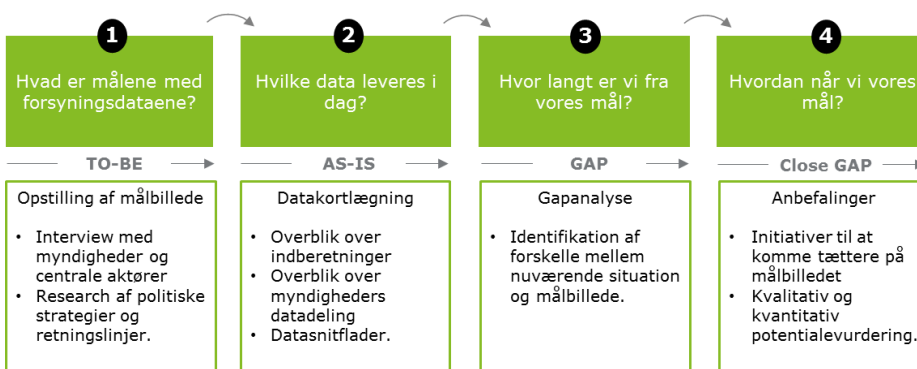 1
Hvad er målene med
forsyningsdataene?
TO-BE
Opstilling af målbillede
• Interview med
myndigheder og
centrale aktører
• Research af politiske
strategier og
retningslinjer.
2
Hvilke data leveres i
dag?
AS-IS
Datakortlægning
• Overblik over
indberetninger
• Overblik over
myndigheders
datadeling
• Datasnitflader.
3
Hvor langt er vi fra
vores mål?
GAP
Gapanalyse
• Identifikation af
forskelle mellem
nuværende situation
og målbillede.
4
Hvordan når vi vores
mål?
Close GAP
Anbefalinger
• Initiativer til at
komme tættere på
målbilledet
• Kvalitativ og
kvantitativ
potentialevurdering.